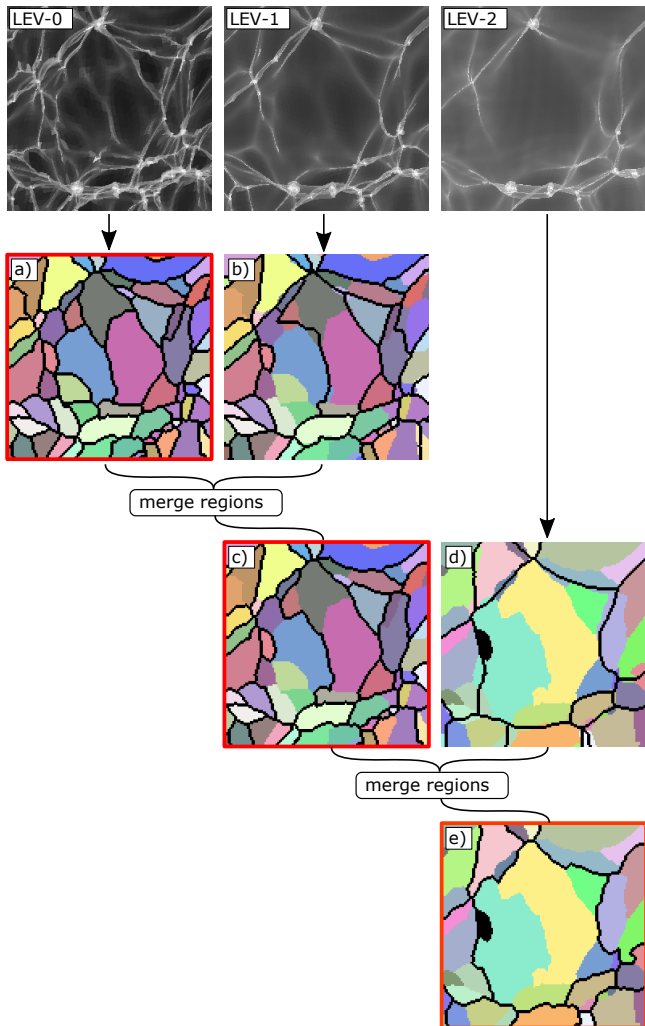 LEV-0
LEV-1
LEV-2
a)
b)
merge regions
c)
d)
merge regions
e)